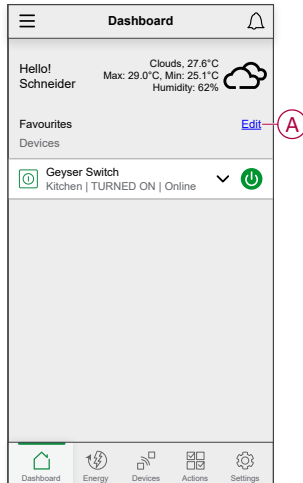 Dashboard
Hello!
Schneider
Clouds, 27.6°C
Max: 29.0°C, Min: 25.1°C
Humidity: 62%
Favourites
Edit
A
Devices
Geyser Switch
Kitchen | TURNED ON | Online
Dashboard Energy Devices Actions Settings